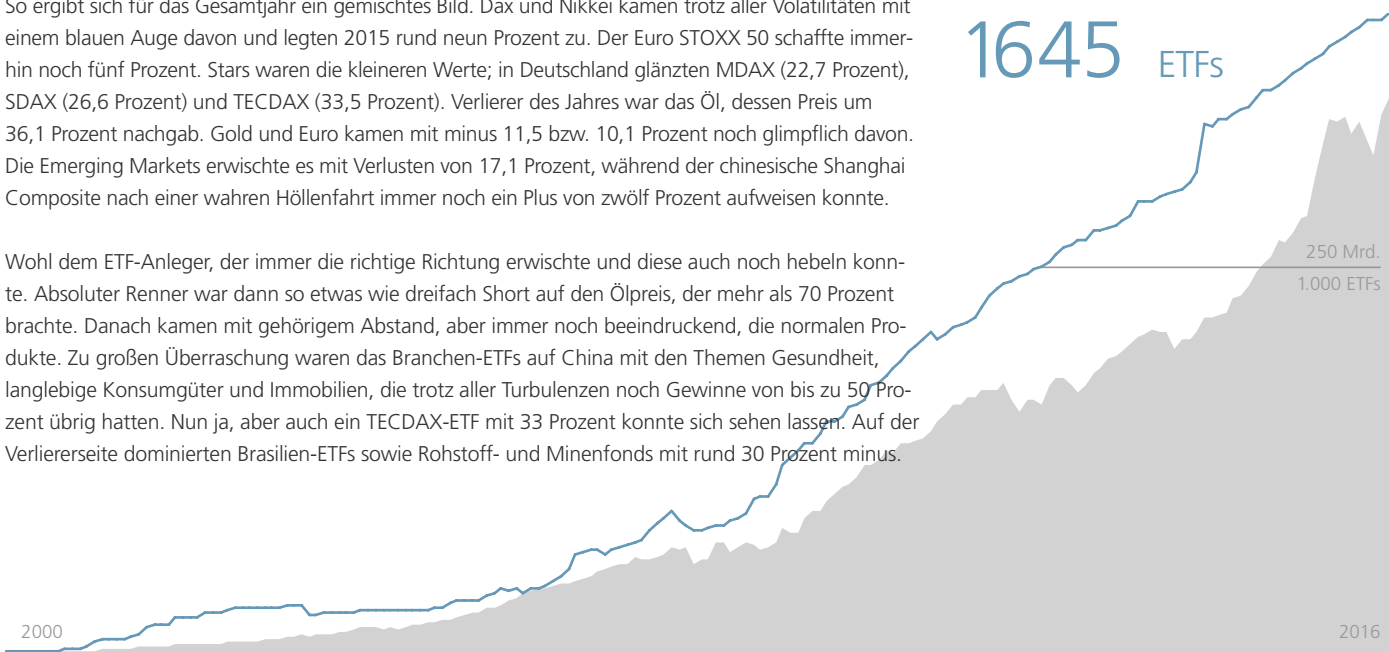 So ergibt sich für das Gesamtjahr ein gemischtes Bild. Dax und Nikkei kamen trotz aller Volatilitäten mit
einem blauen Auge davon und legten 2015 rund neun Prozent zu. Der Euro STOXX 50 schaffte immer-
hin noch fünf Prozent. Stars waren die kleineren Werte; in Deutschland glänzten MDAX (22,7 Prozent),
SDAX (26,6 Prozent) und TECDAX (33,5 Prozent). Verlierer des Jahres war das Öl, dessen Preis um
36,1 Prozent nachgab. Gold und Euro kamen mit minus 11,5 bzw. 10,1 Prozent noch glimpflich davon.
Die Emerging Markets erwischte es mit Verlusten von 17,1 Prozent, während der chinesische Shanghai
Composite nach einer wahren Höllenfahrt immer noch ein Plus von zwölf Prozent aufweisen konnte.
Wohl dem ETF-Anleger, der immer die richtige Richtung erwischte und diese auch noch hebeln konn-
te. Absoluter Renner war dann so etwas wie dreifach Short auf den Ölpreis, der mehr als 70 Prozent
brachte. Danach kamen mit gehörigem Abstand, aber immer noch beeindruckend, die normalen Pro-
dukte. Zu großen Überraschung waren das Branchen-ETFs auf China mit den Themen Gesundheit,
langlebige Konsumgüter und Immobilien, die trotz aller Turbulenzen noch Gewinne von bis zu 50 Pro-
zent übrig hatten. Nun ja, aber auch ein TECDAX-ETF mit 33 Prozent konnte sich sehen lassen. Auf der
Verliererseite dominierten Brasilien-ETFs sowie Rohstoff- und Minenfonds mit rund 30 Prozent minus.
1645 ETFs
250 Mrd.
1.000 ETFs
2000
2016